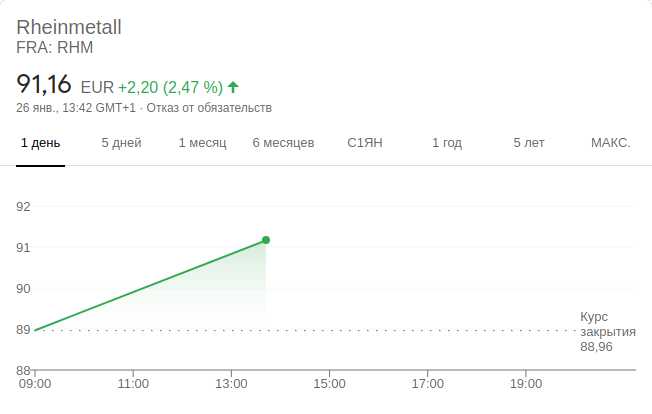 Rheinmetall
FRA: RHM
91,16 EUR +2,20 (2,47 %)
26 янв., 13:42 GMT+1 · Отказ от обязательств
1 день 5 дней 1 месяц 6 месяцев С1ЯН 1 год 5 лет МАКС.
92
91
90
89
88
Курс
закрытия
88,96
09:00 11:00 13:00 15:00 17:00 19:00